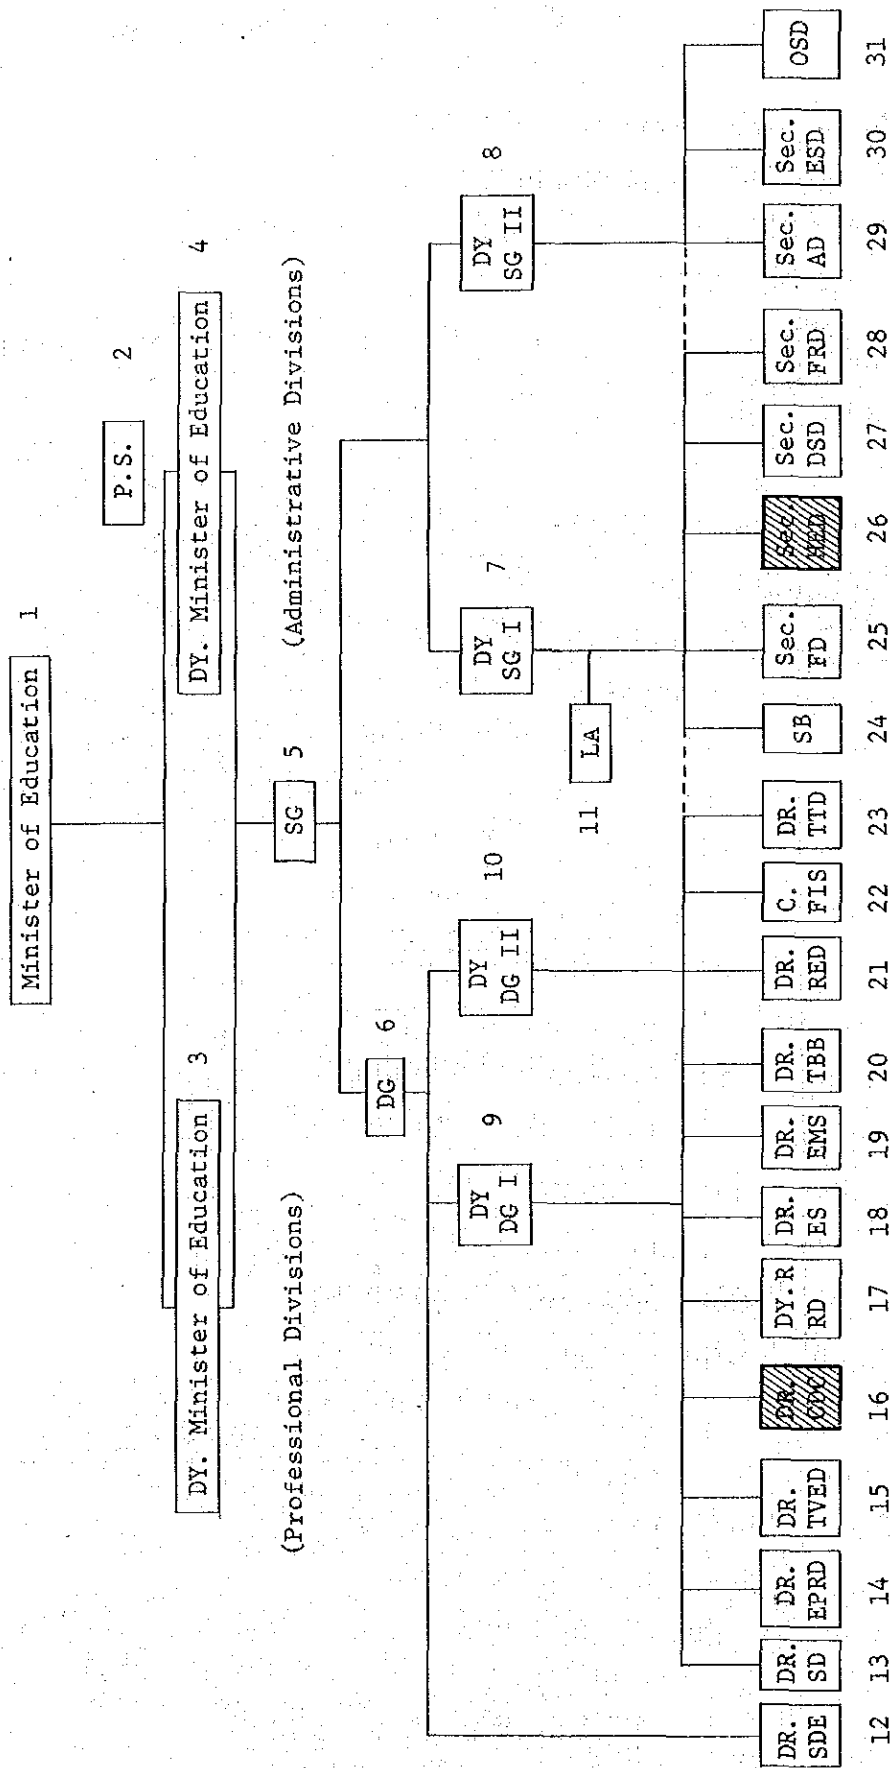 Minister of Education
1
P.S.
2
DY. Minister of Education
3
DY. Minister of Education
4
(Professional Divisions)
SG
5
(Administrative Divisions)
DG
6
DY
DG I
9
DY
DG II
10
DY
SG I
7
DY
SG II
8
LA
11
DR.
SDE
DR.
SD
DR.
EPRD
DR.
TVED
DR.
CDC
DY.R
RD
DR.
ES
DR.
EMS
DR.
TBB
DR.
RED
C.
FIS
DR.
TTD
SB
Sec.
FD
Sec.
HED
Sec.
DSD
Sec.
FRD
Sec.
AD
Sec.
ESD
OSD
12 13 14 15 16 17 18 19 20 21 22 23 24 25 26 27 28 29 30 31